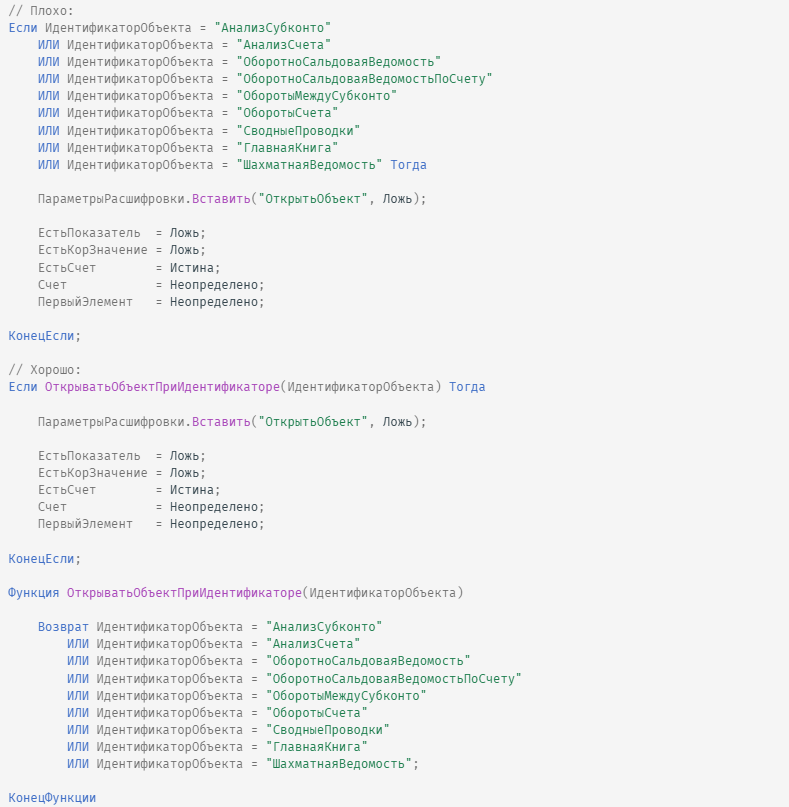 // Плохо:
Если ИдентификаторОбъекта = "АнализСубконто"
    ИЛИ ИдентификаторОбъекта = "АнализСчета"
    ИЛИ ИдентификаторОбъекта = "ОборотноСальдоваяВедомость"
    ИЛИ ИдентификаторОбъекта = "ОборотноСальдоваяВедомостьПоСчету"
    ИЛИ ИдентификаторОбъекта = "ОборотыМеждуСубконто"
    ИЛИ ИдентификаторОбъекта = "ОборотыСчета"
    ИЛИ ИдентификаторОбъекта = "СводныеПроводки"
    ИЛИ ИдентификаторОбъекта = "ГлавнаяКнига"
    ИЛИ ИдентификаторОбъекта = "ШахматнаяВедомость" Тогда

    ПараметрыРасшифровки.Вставить("ОткрытьОбъект", Ложь);

    ЕстьПоказатель  = Ложь;
    ЕстьКорЗначение = Ложь;
    ЕстьСчет        = Истина;
    Счет            = Неопределено;
    ПервыйЭлемент   = Неопределено;

КонецЕсли;

// Хорошо:
Если ОткрыватьОбъектПриИдентификаторе(ИдентификаторОбъекта) Тогда

    ПараметрыРасшифровки.Вставить("ОткрытьОбъект", Ложь);

    ЕстьПоказатель  = Ложь;
    ЕстьКорЗначение = Ложь;
    ЕстьСчет        = Истина;
    Счет            = Неопределено;
    ПервыйЭлемент   = Неопределено;

КонецЕсли;

Функция ОткрыватьОбъектПриИдентификаторе(ИдентификаторОбъекта)

    Возврат ИдентификаторОбъекта = "АнализСубконто"
        ИЛИ ИдентификаторОбъекта = "АнализСчета"
        ИЛИ ИдентификаторОбъекта = "ОборотноСальдоваяВедомость"
        ИЛИ ИдентификаторОбъекта = "ОборотноСальдоваяВедомостьПоСчету"
        ИЛИ ИдентификаторОбъекта = "ОборотыМеждуСубконто"
        ИЛИ ИдентификаторОбъекта = "ОборотыСчета"
        ИЛИ ИдентификаторОбъекта = "СводныеПроводки"
        ИЛИ ИдентификаторОбъекта = "ГлавнаяКнига"
        ИЛИ ИдентификаторОбъекта = "ШахматнаяВедомость";

КонецФункции